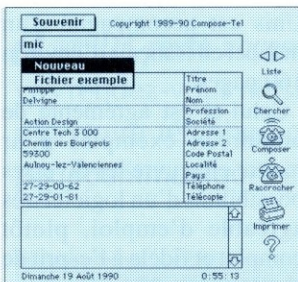 Souvenir Copyright 1989-90 Compose-Tel
mic
Nouveau
Fichier exemple
Titre
Philippe Prénom
Delvigne Nom
Profession
Action Design Société
Centre Tech 3 000 Adresse 1
Chemin des Bourgeois Adresse 2
59300 Code Postal
Aulnoy-lez-Valenciennes Localité
Pays
27-29-00-62 Téléphone
27-29-01-81 Télécopie
Liste
Chercher
Composer
Raccrocher
Imprimer
?
Dimanche 19 Août 1990 0:55:13